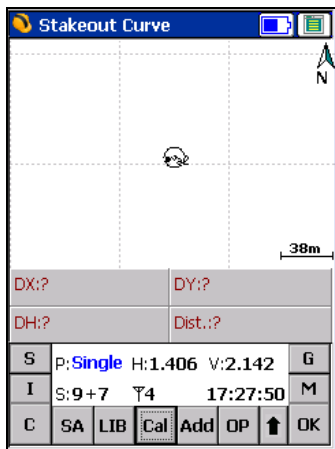 Stakeout Curve
N
38m
DX:? DY:?
DH:? Dist.:?
S P:Single H:1.406 V:2.142 G
I S:9+7 4 17:27:50 M
C SA LIB Cal Add OP OK